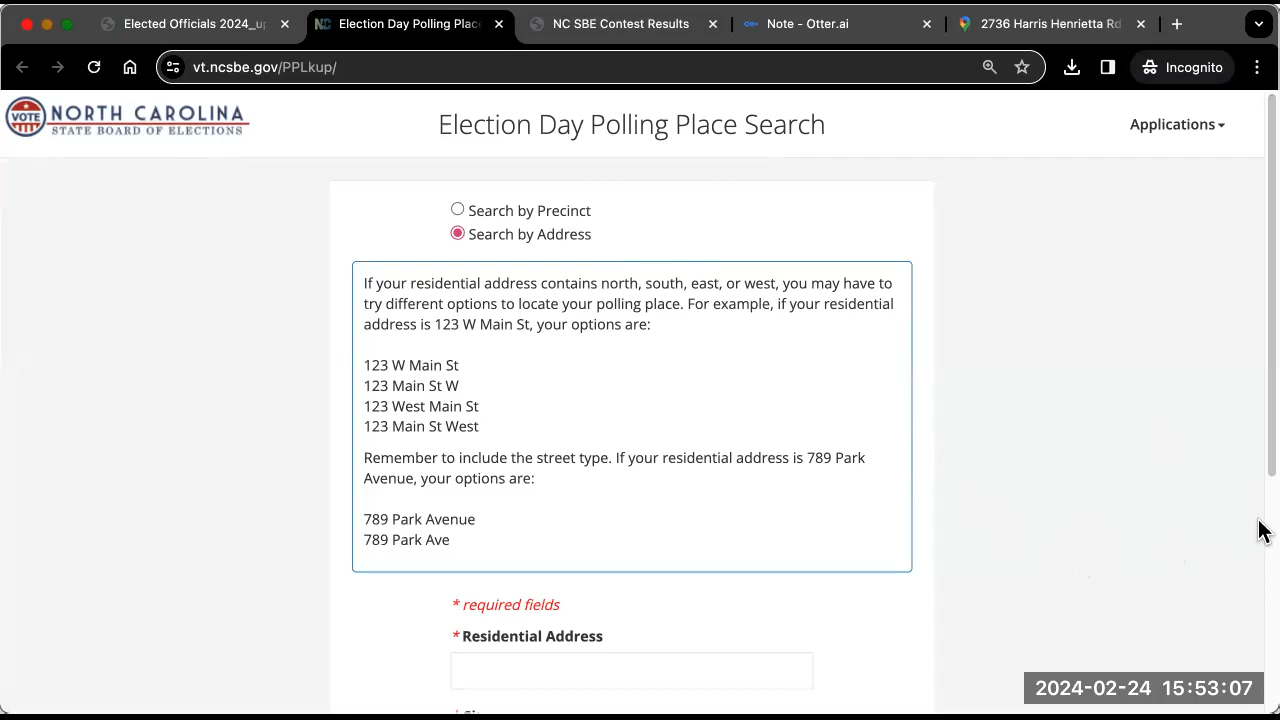 Elected Officials 2024_u
Election Day Polling Plac
NC SBE Contest Results
Note - Otter.ai
2736 Harris Henrietta Rd
vt.ncsbe.gov/PPLkup/
Incognito
VOTE
NORTH CAROLINA
STATE BOARD OF ELECTIONS
Election Day Polling Place Search
Applications
Search by Precinct
Search by Address
If your residential address contains north, south, east, or west, you may have to
try different options to locate your polling place. For example, if your residential
address is 123 W Main St, your options are:
123 W Main St
123 Main St W
123 West Main St
123 Main St West
Remember to include the street type. If your residential address is 789 Park
Avenue, your options are:
789 Park Avenue
789 Park Ave
* required fields
* Residential Address
2024-02-24 15:53:07